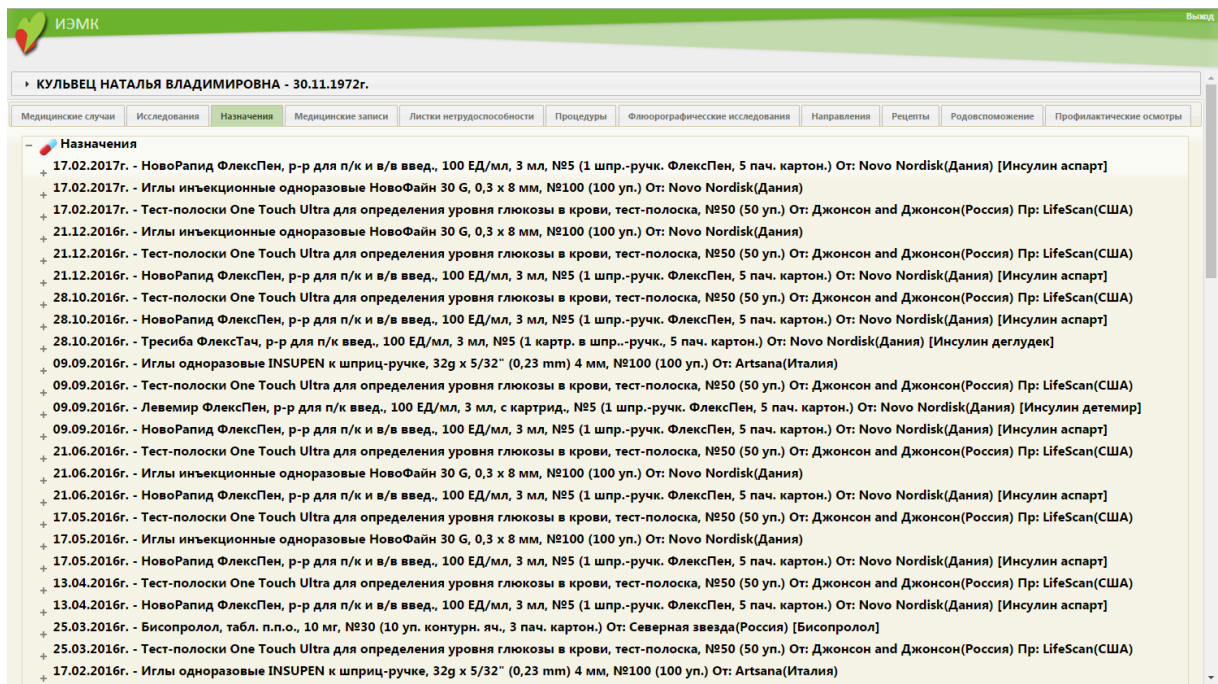 ИЭМК
Выход
КУЛЬВЕЦ НАТАЛЬЯ ВЛАДИМИРОВНА - 30.11.1972г.
Медицинские случаи Исследования Назначения Медицинские записи Листки нетрудоспособности Процедуры Флюорографичесские исследования Направления Рецепты Родовспоможение Профилактические осмотры
Назначения
17.02.2017г. - НовоРапид ФлексПен, р-р для п/к и в/в введ., 100 ЕД/мл, 3 мл, №5 (1 шпр.-ручк. ФлексПен, 5 пач. картон.) От: Novo Nordisk(Дания) [Инсулин аспарт]
17.02.2017г. - Иглы инъекционные одноразовые НовоФайн 30 G, 0,3 x 8 мм, №100 (100 уп.) От: Novo Nordisk(Дания)
17.02.2017г. - Тест-полоски One Touch Ultra для определения уровня глюкозы в крови, тест-полоска, №50 (50 уп.) От: Джонсон and Джонсон(Россия) Пр: LifeScan(США)
21.12.2016г. - Иглы инъекционные одноразовые НовоФайн 30 G, 0,3 x 8 мм, №100 (100 уп.) От: Novo Nordisk(Дания)
21.12.2016г. - Тест-полоски One Touch Ultra для определения уровня глюкозы в крови, тест-полоска, №50 (50 уп.) От: Джонсон and Джонсон(Россия) Пр: LifeScan(США)
21.12.2016г. - НовоРапид ФлексПен, р-р для п/к и в/в введ., 100 ЕД/мл, 3 мл, №5 (1 шпр.-ручк. ФлексПен, 5 пач. картон.) От: Novo Nordisk(Дания) [Инсулин аспарт]
28.10.2016г. - Тест-полоски One Touch Ultra для определения уровня глюкозы в крови, тест-полоска, №50 (50 уп.) От: Джонсон and Джонсон(Россия) Пр: LifeScan(США)
28.10.2016г. - НовоРапид ФлексПен, р-р для п/к и в/в введ., 100 ЕД/мл, 3 мл, №5 (1 шпр.-ручк. ФлексПен, 5 пач. картон.) От: Novo Nordisk(Дания) [Инсулин аспарт]
28.10.2016г. - Тресиба ФлексТач, р-р для п/к введ., 100 ЕД/мл, 3 мл, №5 (1 картр. в шпр..-ручк., 5 пач. картон.) От: Novo Nordisk(Дания) [Инсулин деглудек]
09.09.2016г. - Иглы одноразовые INSUPEN к шприц-ручке, 32g x 5/32" (0,23 mm) 4 мм, №100 (100 уп.) От: Artsana(Италия)
09.09.2016г. - Тест-полоски One Touch Ultra для определения уровня глюкозы в крови, тест-полоска, №50 (50 уп.) От: Джонсон and Джонсон(Россия) Пр: LifeScan(США)
09.09.2016г. - Левемир ФлексПен, р-р для п/к введ., 100 ЕД/мл, 3 мл, с картрид., №5 (1 шпр.-ручк. ФлексПен, 5 пач. картон.) От: Novo Nordisk(Дания) [Инсулин детемир]
09.09.2016г. - НовоРапид ФлексПен, р-р для п/к и в/в введ., 100 ЕД/мл, 3 мл, №5 (1 шпр.-ручк. ФлексПен, 5 пач. картон.) От: Novo Nordisk(Дания) [Инсулин аспарт]
21.06.2016г. - Тест-полоски One Touch Ultra для определения уровня глюкозы в крови, тест-полоска, №50 (50 уп.) От: Джонсон and Джонсон(Россия) Пр: LifeScan(США)
21.06.2016г. - Иглы инъекционные одноразовые НовоФайн 30 G, 0,3 x 8 мм, №100 (100 уп.) От: Novo Nordisk(Дания)
21.06.2016г. - НовоРапид ФлексПен, р-р для п/к и в/в введ., 100 ЕД/мл, 3 мл, №5 (1 шпр.-ручк. ФлексПен, 5 пач. картон.) От: Novo Nordisk(Дания) [Инсулин аспарт]
17.05.2016г. - Тест-полоски One Touch Ultra для определения уровня глюкозы в крови, тест-полоска, №50 (50 уп.) От: Джонсон and Джонсон(Россия) Пр: LifeScan(США)
17.05.2016г. - Иглы инъекционные одноразовые НовоФайн 30 G, 0,3 x 8 мм, №100 (100 уп.) От: Novo Nordisk(Дания)
17.05.2016г. - НовоРапид ФлексПен, р-р для п/к и в/в введ., 100 ЕД/мл, 3 мл, №5 (1 шпр.-ручк. ФлексПен, 5 пач. картон.) От: Novo Nordisk(Дания) [Инсулин аспарт]
13.04.2016г. - Тест-полоски One Touch Ultra для определения уровня глюкозы в крови, тест-полоска, №50 (50 уп.) От: Джонсон and Джонсон(Россия) Пр: LifeScan(США)
13.04.2016г. - НовоРапид ФлексПен, р-р для п/к и в/в введ., 100 ЕД/мл, 3 мл, №5 (1 шпр.-ручк. ФлексПен, 5 пач. картон.) От: Novo Nordisk(Дания) [Инсулин аспарт]
25.03.2016г. - Бисопролол, табл. п.п.о., 10 мг, №30 (10 уп. контурн. яч., 3 пач. картон.) От: Северная звезда(Россия) [Бисопролол]
25.03.2016г. - Тест-полоски One Touch Ultra для определения уровня глюкозы в крови, тест-полоска, №50 (50 уп.) От: Джонсон and Джонсон(Россия) Пр: LifeScan(США)
17.02.2016г. - Иглы одноразовые INSUPEN к шприц-ручке, 32g x 5/32" (0,23 mm) 4 мм, №100 (100 уп.) От: Artsana(Италия)